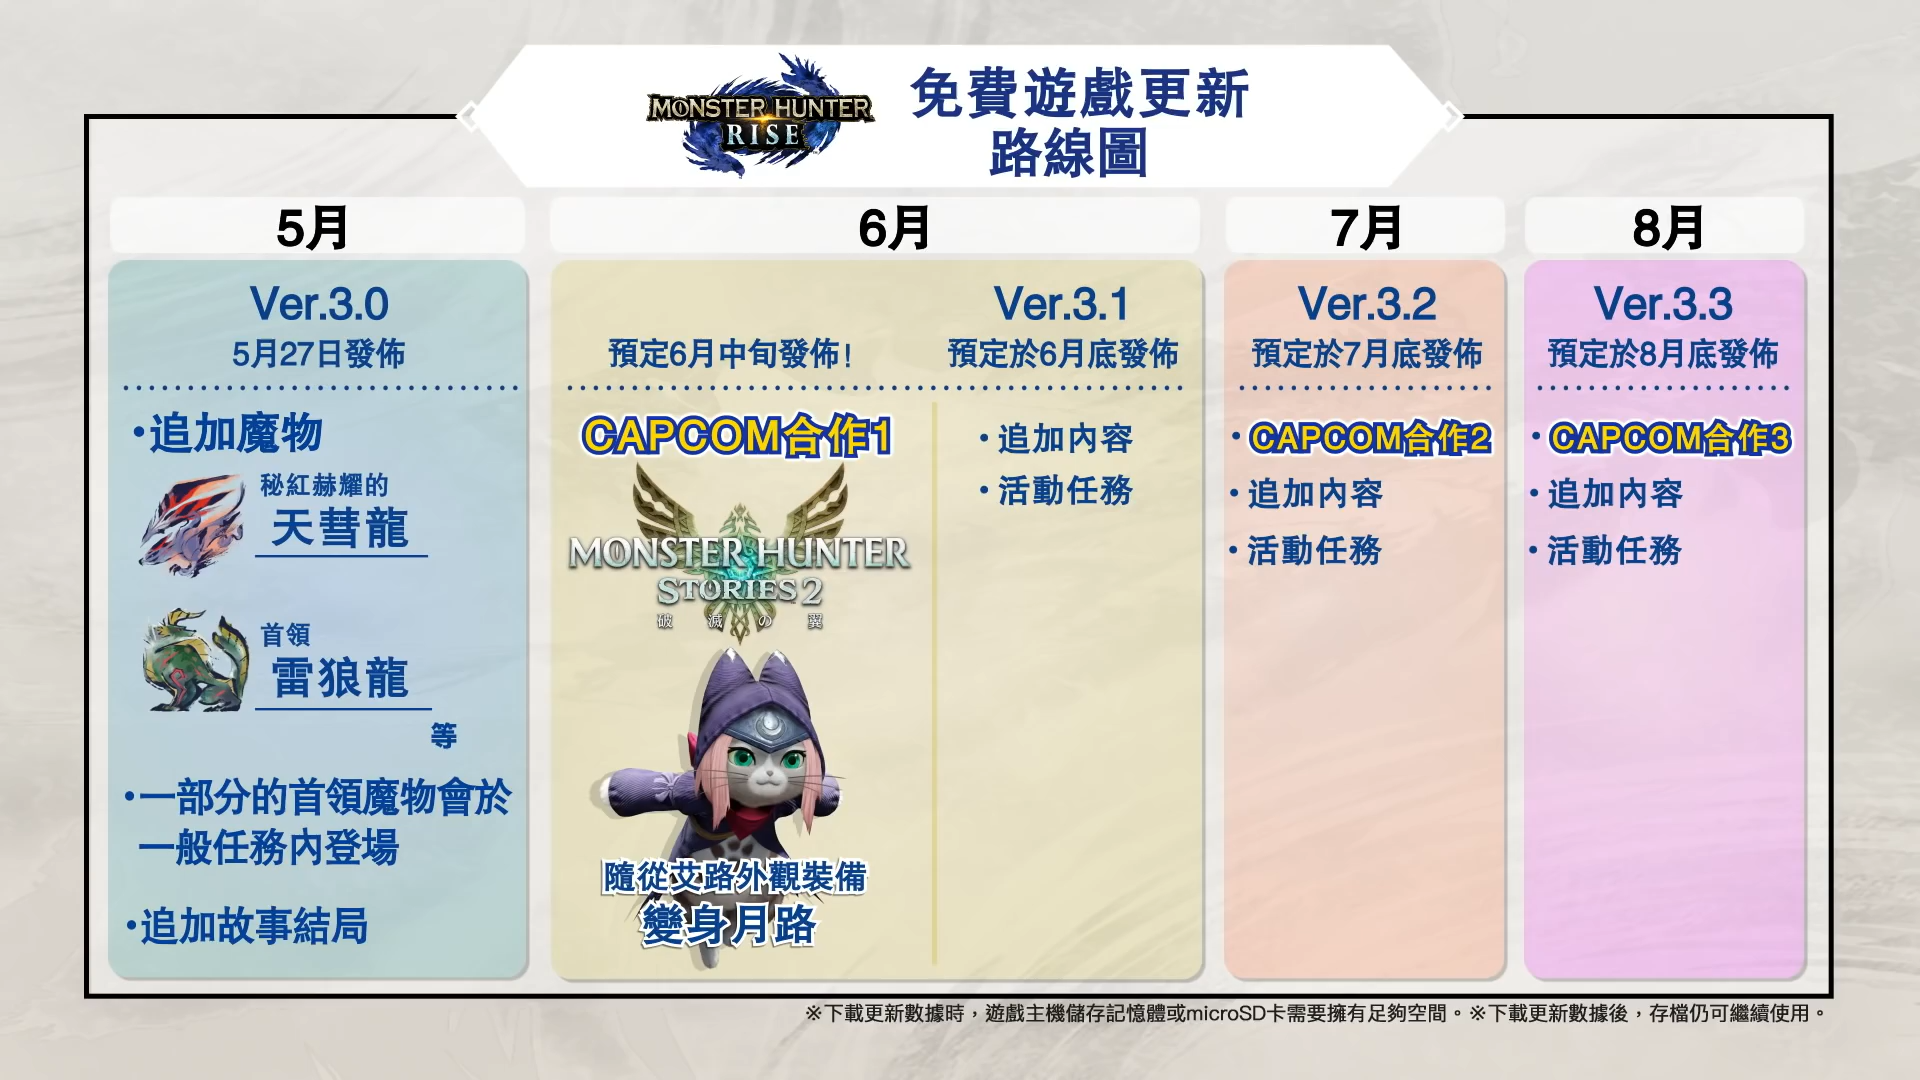 MONSTER HUNTER
RISE
免費遊戲更新
路線圖
5月
Ver.3.0
5月27日發佈
•追加魔物
秘紅赫耀的
天彗龍
首領
雷狼龍
等
•一部分的首領魔物會於
一般任務內登場
•追加故事結局
6月
預定6月中旬發佈!
CAPCOM合作1
MONSTER HUNTER
STORIES 2
破滅の翼
隨從艾路外觀裝備
變身月路
Ver.3.1
預定於6月底發佈
•追加內容
•活動任務
7月
Ver.3.2
預定於7月底發佈
•CAPCOM合作2
•追加內容
•活動任務
8月
Ver.3.3
預定於8月底發佈
•CAPCOM合作3
•追加內容
•活動任務
※下載更新數據時，遊戲主機儲存記憶體或microSD卡需要擁有足夠空間。※下載更新數據後，存檔仍可繼續使用。